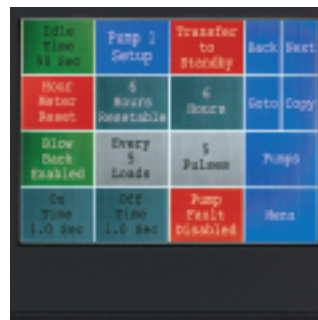 Idle
Time
Sec
Pump 1
Setup
Transfer
to
Standby
Back
Next
Hour
Meter
Reset
6
Hours
Resetable
6
Hours
Goto
Copy
Blow
Back
Enabled
Every
5
Loads
5
Pulses
Pumps
On
Time
1.0 Sec
Off
Time
1.0 Sec
Pump
Fault
Disabled
Menu